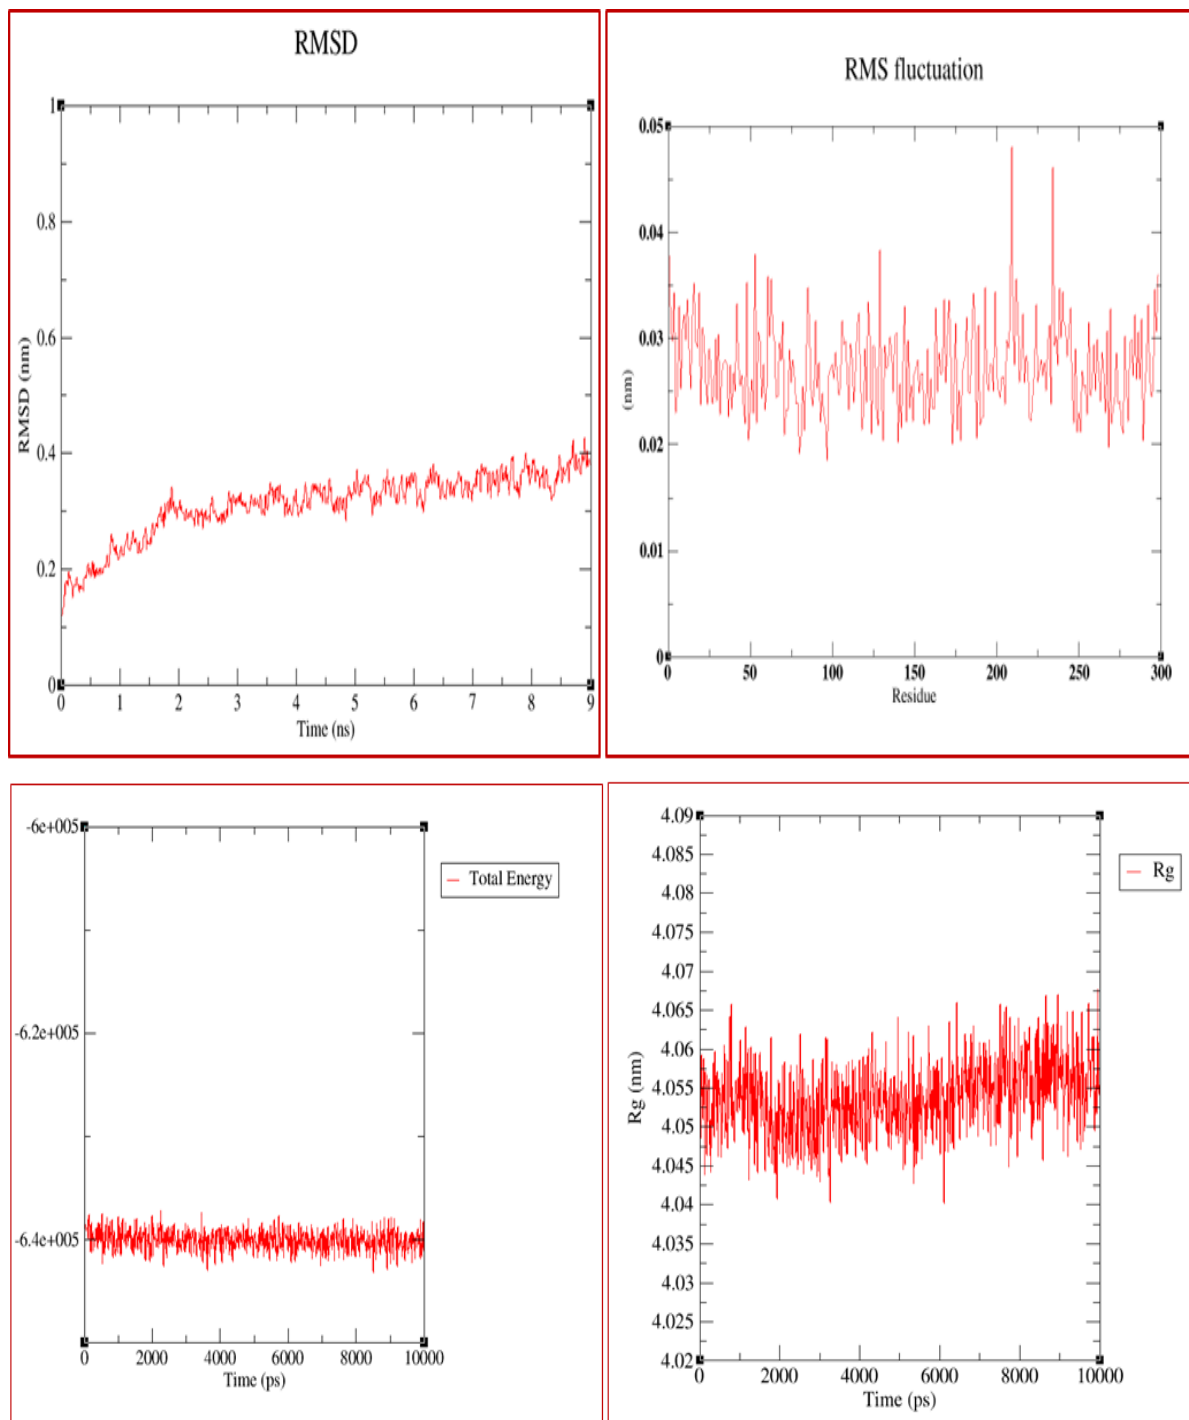 RMSD
1
0.8
0.6
0.4
0.2
0
RMSD (nm)
0 1 2 3 4 5 6 7 8 9
Time (ns)
RMS fluctuation
0.05
0.04
0.03
0.02
0.01
0
(nm)
0 50 100 150 200 250 300
Residue
-6e+005
-6.2e+005
-6.4e+005
Total Energy
0 2000 4000 6000 8000 10000
Time (ps)
4.09
4.085
4.08
4.075
4.07
4.065
4.06
4.055
4.05
4.045
4.04
4.035
4.03
4.025
4.02
Rg (nm)
Rg
0 2000 4000 6000 8000 10000
Time (ps)